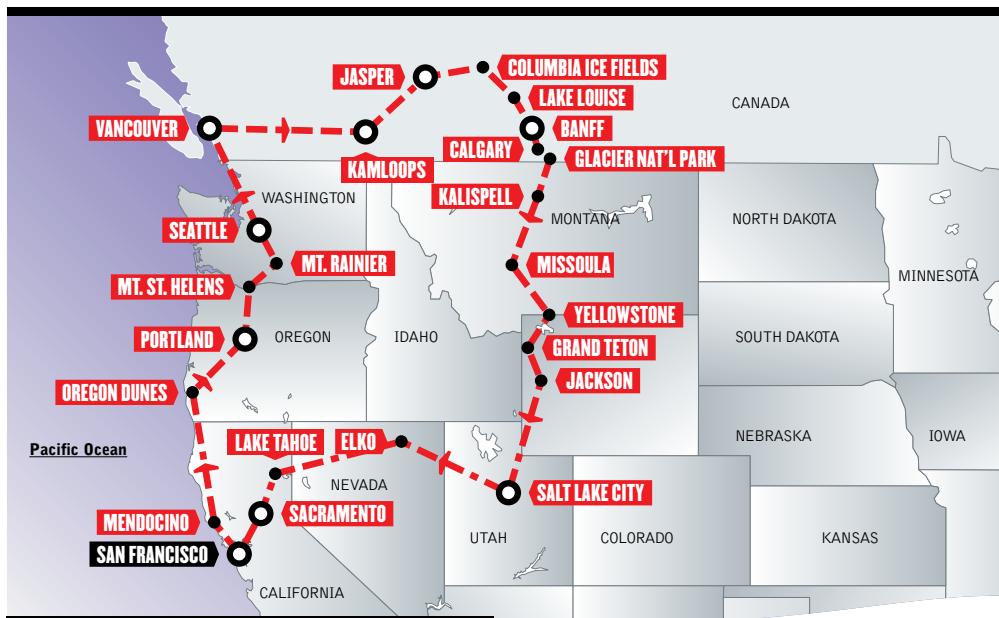 COLUMBIA ICE FIELDS
JASPER
LAKE LOUISE
CANADA
VANCOUVER
BANFF
CALGARY
GLACIER NAT'L PARK
KAMLOOPS
KALISPELL
WASHINGTON
MONTANA
NORTH DAKOTA
SEATTLE
MT. RAINIER
MISSOULA
MINNESOTA
MT. ST. HELENS
YELLOWSTONE
PORTLAND
OREGON
IDAHO
SOUTH DAKOTA
GRAND TETON
JACKSON
OREGON DUNES
LAKE TAHOE
ELKO
NEBRASKA
IOWA
Pacific Ocean
NEVADA
SALT LAKE CITY
SACRAMENTO
MENDOCINO
UTAH
COLORADO
KANSAS
SAN FRANCISCO
CALIFORNIA